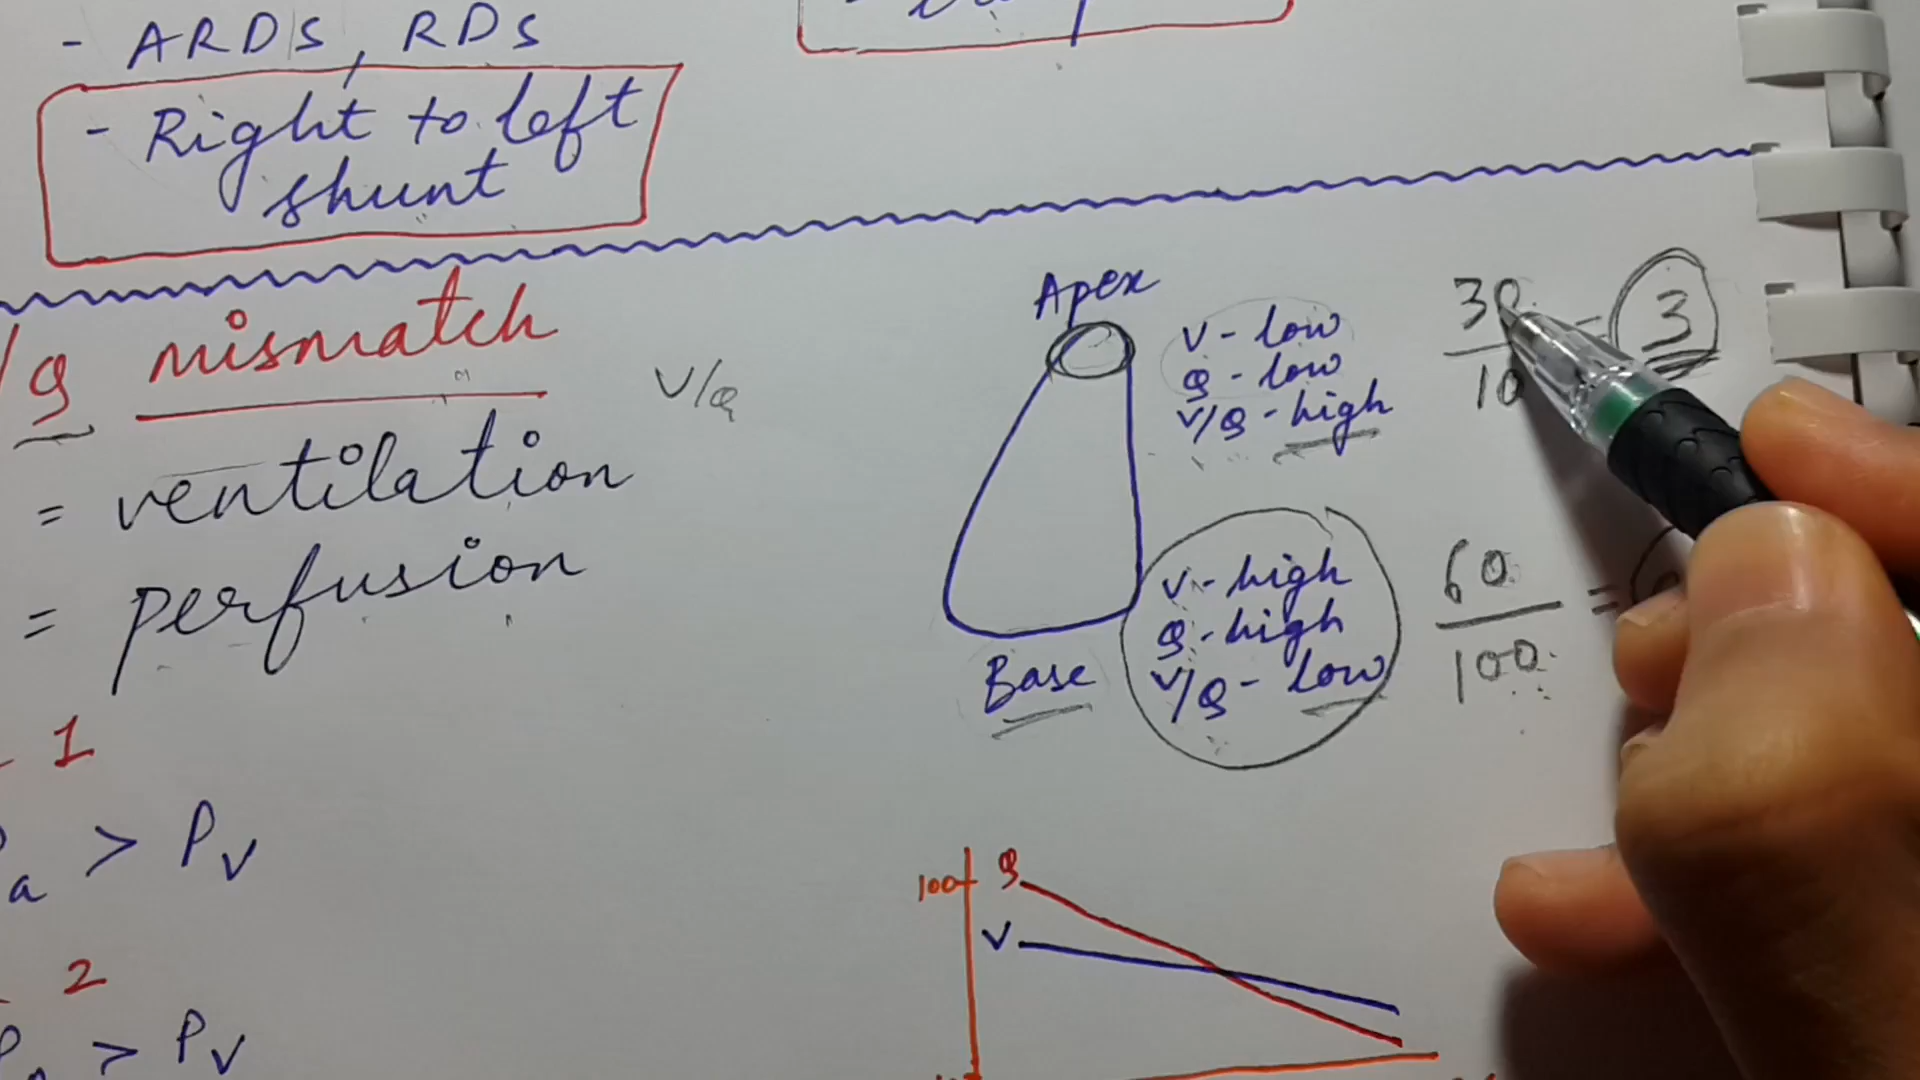 - ARDS, RDS
- Right to left
shunt
/Q mismatch
V/Q
= ventilation
= perfusion
1
a > Pv
2
> Pv
Apex
V - low
Q - low
V/Q - high
30
10
= 3
V - high
Q - high
V/Q - Low
Base
60
100
=
100
Q
V